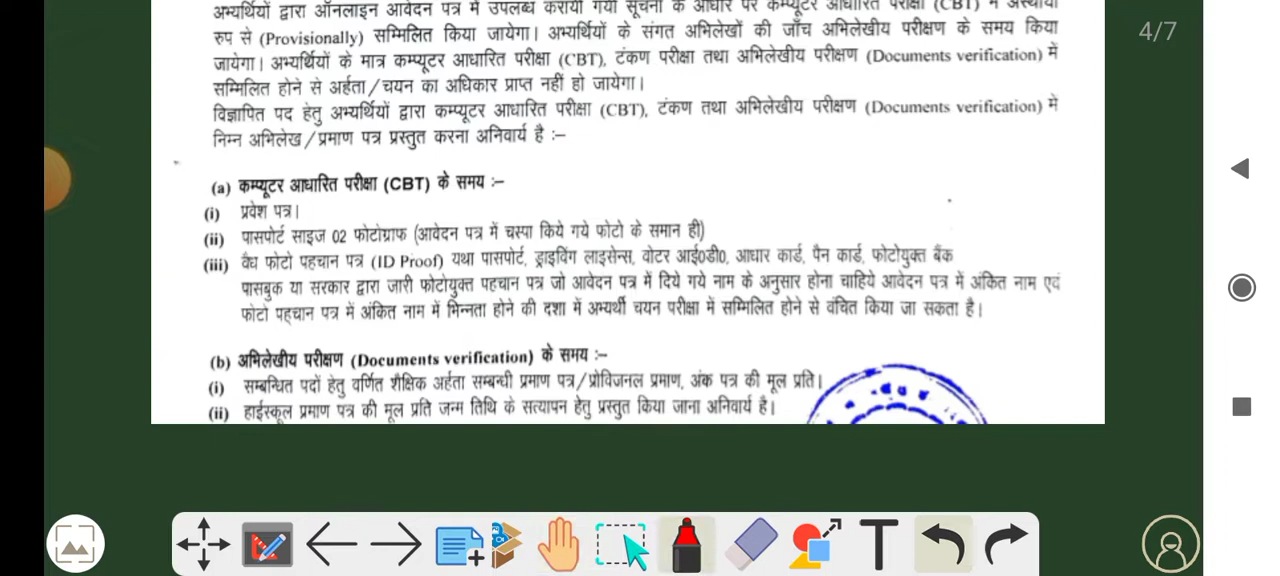 अभ्यर्थियों द्वारा ऑनलाइन आवेदन पत्र में उपलब्ध करायी गयी सूचना के आधार पर कम्प्यूटर आधारित परीक्षा (CBT) में अस्थायी
रुप से (Provisionally) सम्मिलित किया जायेगा। अभ्यर्थियों के संगत अभिलेखों की जाँच अभिलेखीय परीक्षण के समय किया
जायेगा। अभ्यर्थियों के मात्र कम्प्यूटर आधारित परीक्षा (CBT), टंकण परीक्षा तथा अभिलेखीय परीक्षण (Documents verification) में
सम्मिलित होने से अर्हता/चयन का अधिकार प्राप्त नहीं हो जायेगा।
विज्ञापित पद हेतु अभ्यर्थियों द्वारा कम्प्यूटर आधारित परीक्षा (CBT), टंकण तथा अभिलेखीय परीक्षण (Documents verification) में
निम्न अभिलेख/प्रमाण पत्र प्रस्तुत करना अनिवार्य है :–
(a) कम्प्यूटर आधारित परीक्षा (CBT) के समय :–
(i) प्रवेश पत्र।
(ii) पासपोर्ट साइज 02 फोटोग्राफ (आवेदन पत्र में चस्पा किये गये फोटो के समान ही)
(iii) वैध फोटो पहचान पत्र (ID Proof) यथा पासपोर्ट, ड्राइविंग लाइसेन्स, वोटर आई0डी0, आधार कार्ड, पैन कार्ड, फोटोयुक्त बैंक
पासबुक या सरकार द्वारा जारी फोटोयुक्त पहचान पत्र जो आवेदन पत्र में दिये गये नाम के अनुसार होना चाहिये आवेदन पत्र में अंकित नाम एवं
फोटो पहचान पत्र में अंकित नाम में भिन्नता होने की दशा में अभ्यर्थी चयन परीक्षा में सम्मिलित होने से वंचित किया जा सकता है।
(b) अभिलेखीय परीक्षण (Documents verification) के समय :–
(i) सम्बन्धित पदों हेतु वर्णित शैक्षिक अर्हता सम्बन्धी प्रमाण पत्र/प्रोविजनल प्रमाण, अंक पत्र की मूल प्रति।
(ii) हाईस्कूल प्रमाण पत्र की मूल प्रति जन्म तिथि के सत्यापन हेतु प्रस्तुत किया जाना अनिवार्य है।
4/7
T